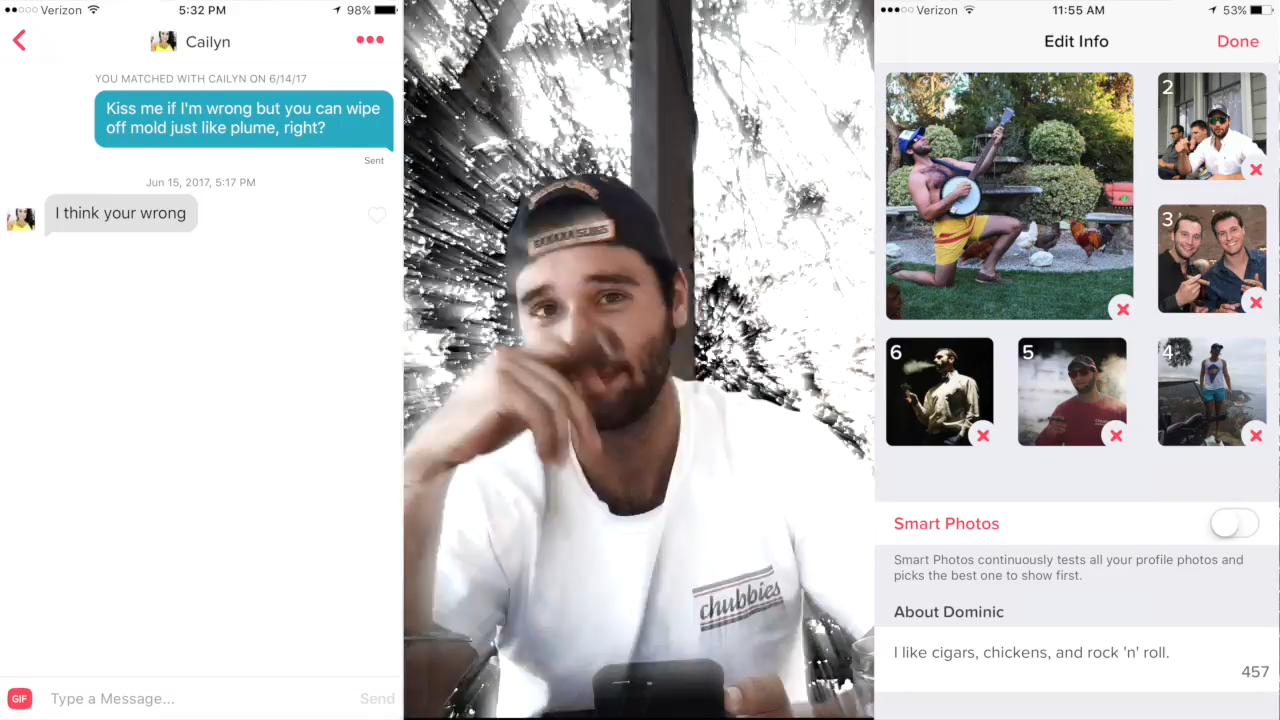 Verizon
5:32 PM
98%
Cailyn
YOU MATCHED WITH CAILYN ON 6/14/17
Kiss me if I'm wrong but you can wipe
off mold just like plume, right?
Sent
Jun 15, 2017, 5:17 PM
I think your wrong
GIF
Type a Message...
Send
chubbies
Verizon
11:55 AM
53%
Edit Info
Done
1
2
3
6
5
4
Smart Photos
Smart Photos continuously tests all your profile photos and
picks the best one to show first.
About Dominic
I like cigars, chickens, and rock 'n' roll.
457